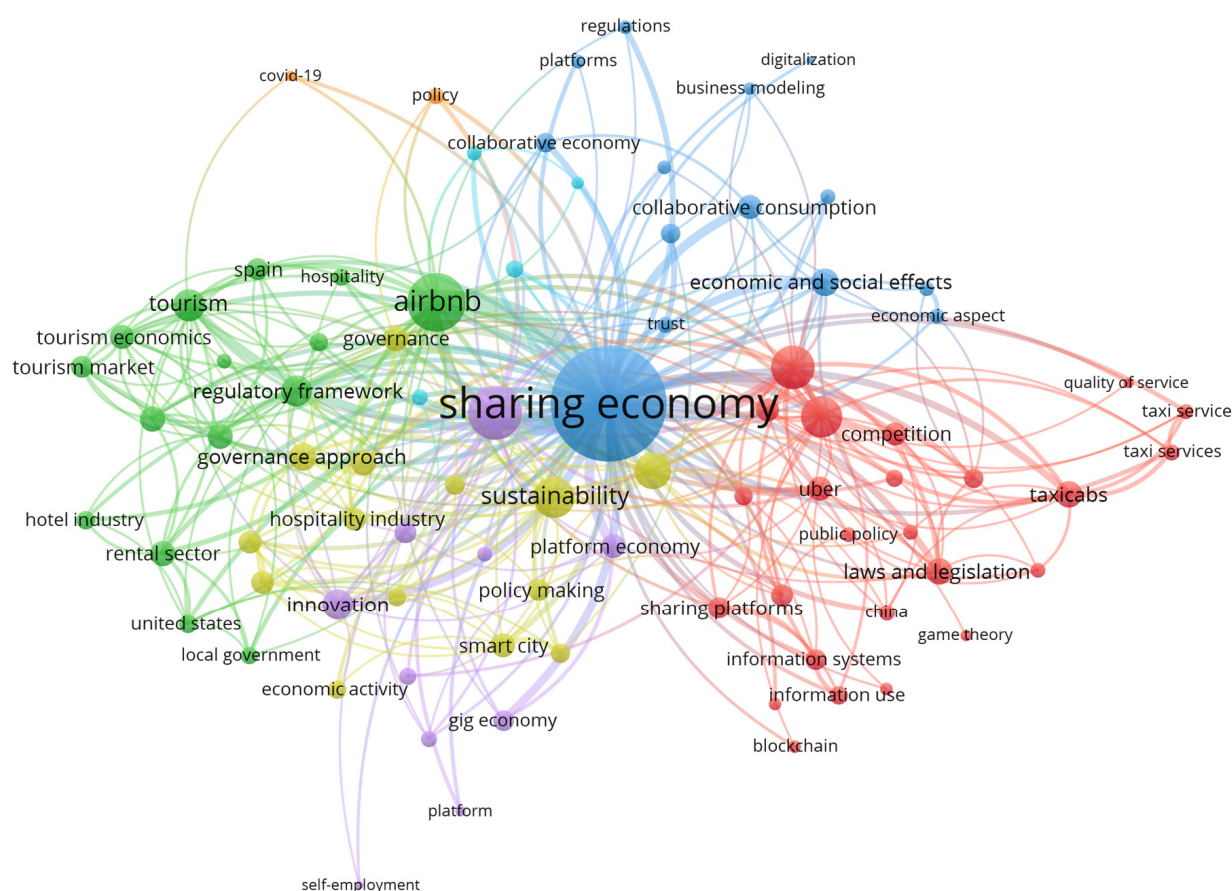 regulations
platforms
digitalization
covid-19
business modeling
policy
collaborative economy
collaborative consumption
spain
hospitality
economic and social effects
tourism
airbnb
economic aspect
trust
tourism economics
governance
tourism market
quality of service
regulatory framework
sharing economy
taxi service
competition
taxi services
governance approach
uber
sustainability
taxicabs
hotel industry
hospitality industry
public policy
rental sector
platform economy
laws and legislation
policy making
innovation
sharing platforms
china
united states
game theory
smart city
local government
information systems
economic activity
information use
gig economy
blockchain
platform
self-employment